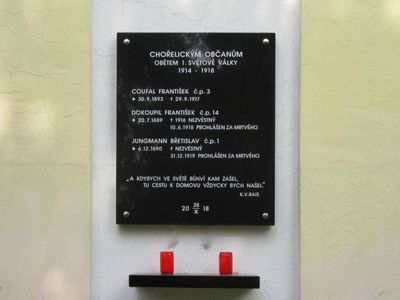 CHOŘELICKÝM OBČANŮM
OBĚTEM 1. SVĚTOVÉ VÁLKY
1914 - 1918
COUFAL FRANTIŠEK č.p. 3
✶ 30.9.1893 † 29.9.1917
DOKOUPIL FRANTIŠEK č.p. 14
✶ 20.7.1889 † 1916 NEZVĚSTNÝ
10.6.1918 PROHLÁŠEN ZA MRTVÉHO
JUNGMANN BŘETISLAV č.p. 1
✶ 6.12.1890 † NEZVĚSTNÝ
31.12.1919 PROHLÁŠEN ZA MRTVÉHO
„A KDYBYCH VE SVĚTĚ BŮHVÍ KAM ZAŠEL,
TU CESTU K DOMOVU VŽDYCKY BYCH NAŠEL“
K.V.RAIS
20 28/X 18